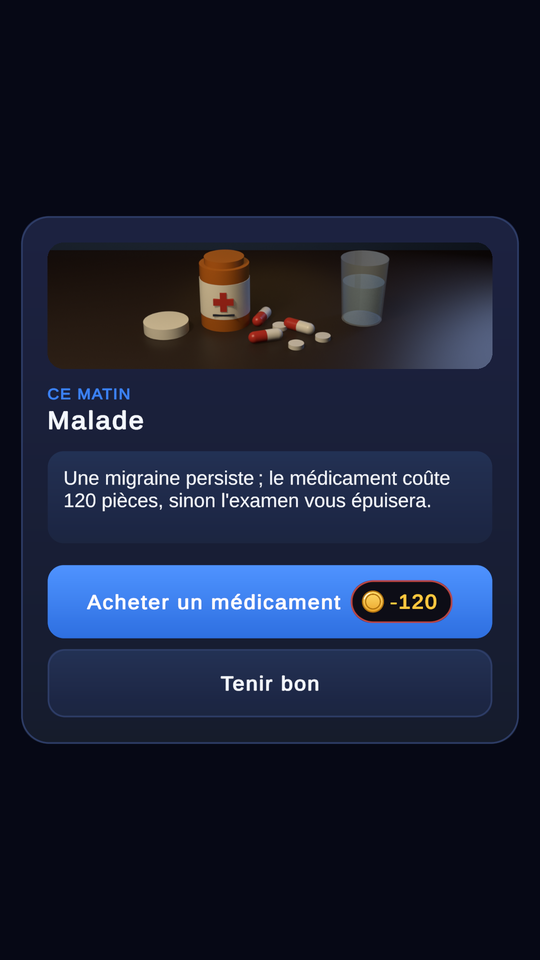 CE MATIN
Malade
Une migraine persiste ; le médicament coûte
120 pièces, sinon l'examen vous épuisera.
Acheter un médicament -120
Tenir bon